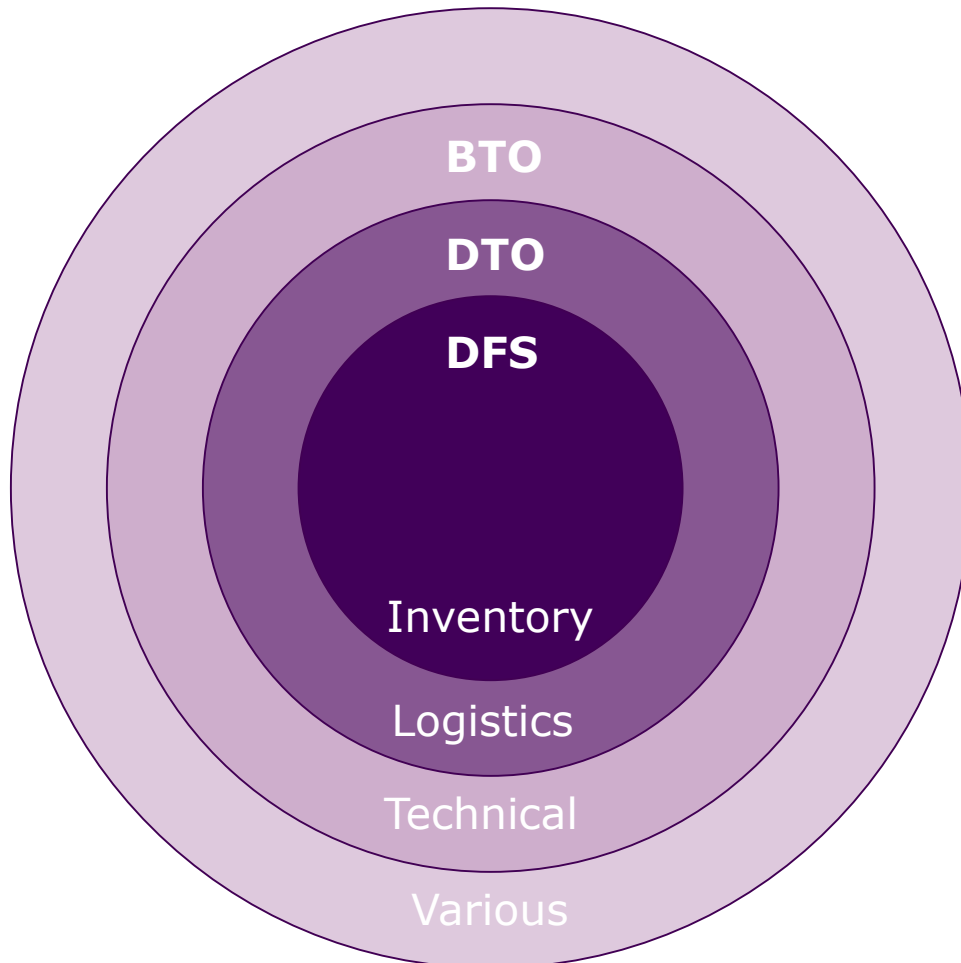 BTO
DTO
DFS
Inventory
Logistics
Technical
Various